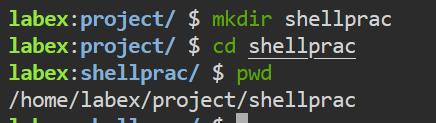 labex:project/ $ mkdir shellprac
labex:project/ $ cd shellprac
labex:shellprac/ $ pwd
/home/labex/project/shellprac